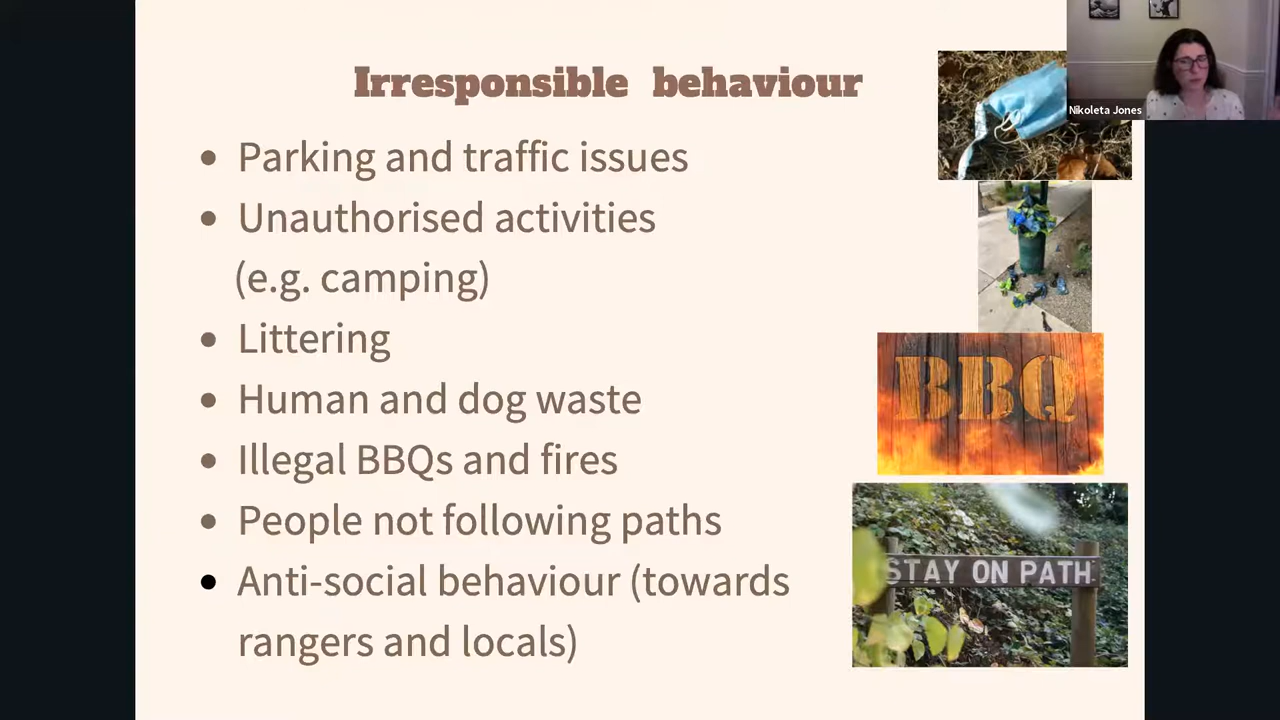 Irresponsible behaviour
Nikoleta Jones
• Parking and traffic issues
• Unauthorised activities
(e.g. camping)
• Littering
• Human and dog waste
• Illegal BBQs and fires
• People not following paths
• Anti-social behaviour (towards
rangers and locals)
BBQ
STAY ON PATH